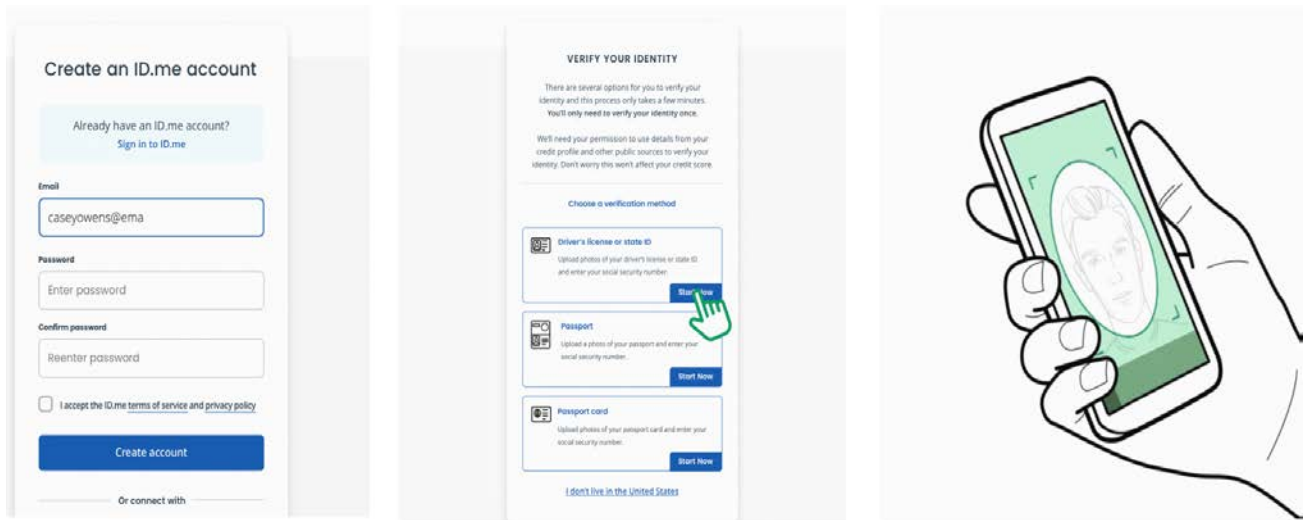 Create an ID.me account
Already have an ID.me account?
Sign in to ID.me
Email
caseyowens@ema
Password
Enter password
Confirm password
Reenter password
I accept the ID.me terms of service and privacy policy
Create account
Or connect with
VERIFY YOUR IDENTITY
There are several options for you to verify your
identity and this process only takes a few minutes.
You'll only need to verify your identity once.
We'll need your permission to use details from your
credit profile and other public sources to verify your
identity. Don't worry this won't affect your credit score.
Choose a verification method
Driver's license or state ID
Upload photos of your driver's license or state ID
and enter your social security number.
Start Now
Passport
Upload a photo of your passport and enter your
social security number.
Start Now
Passport card
Upload photos of your passport card and enter your
social security number.
Start Now
I don't live in the United States